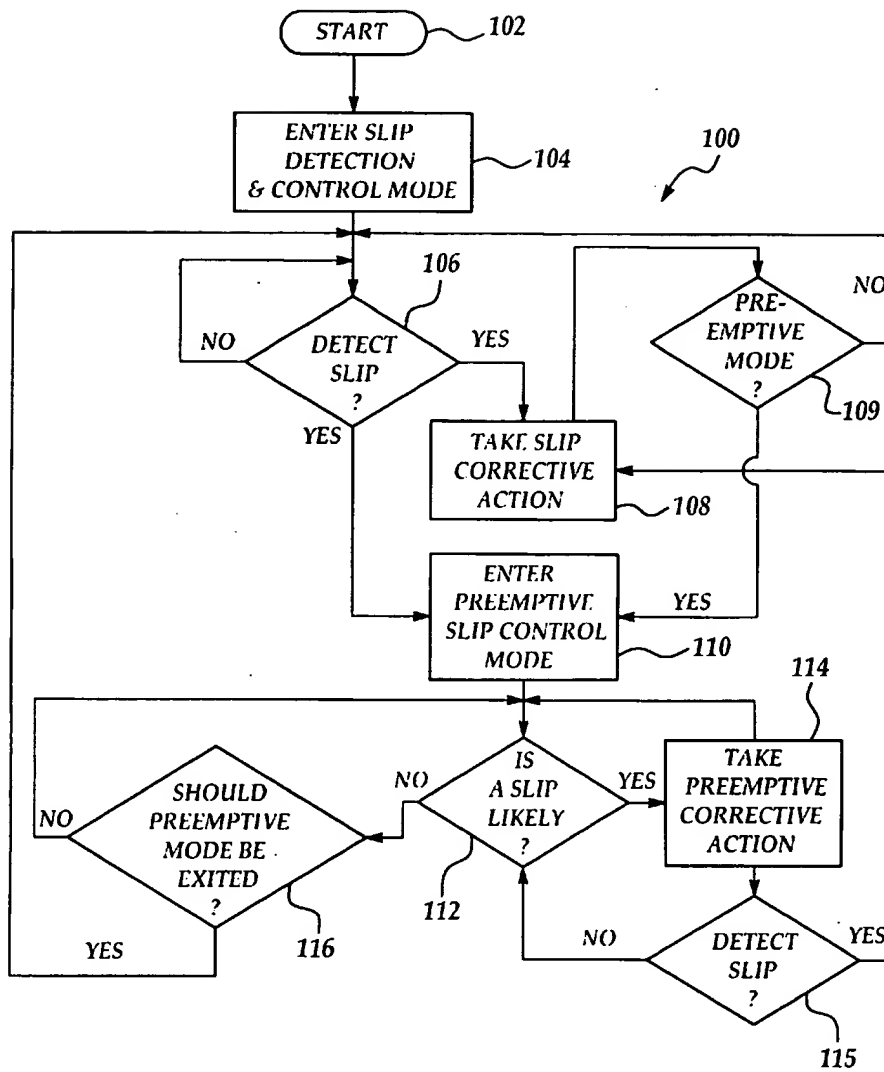 START
102
ENTER SLIP
DETECTION
& CONTROL MODE
104
100
106
NO
DETECT
SLIP
?
YES
YES
PRE-
EMPTIVE
MODE
?
NO
109
TAKE SLIP
CORRECTIVE
ACTION
108
ENTER
PREEMPTIVE
SLIP CONTROL
MODE
YES
110
114
NO
SHOULD
PREEMPTIVE
MODE BE
EXITED
?
NO
IS
A SLIP
LIKELY
?
YES
TAKE
PREEMPTIVE
CORRECTIVE
ACTION
112
116
YES
NO
DETECT
SLIP
?
YES
115